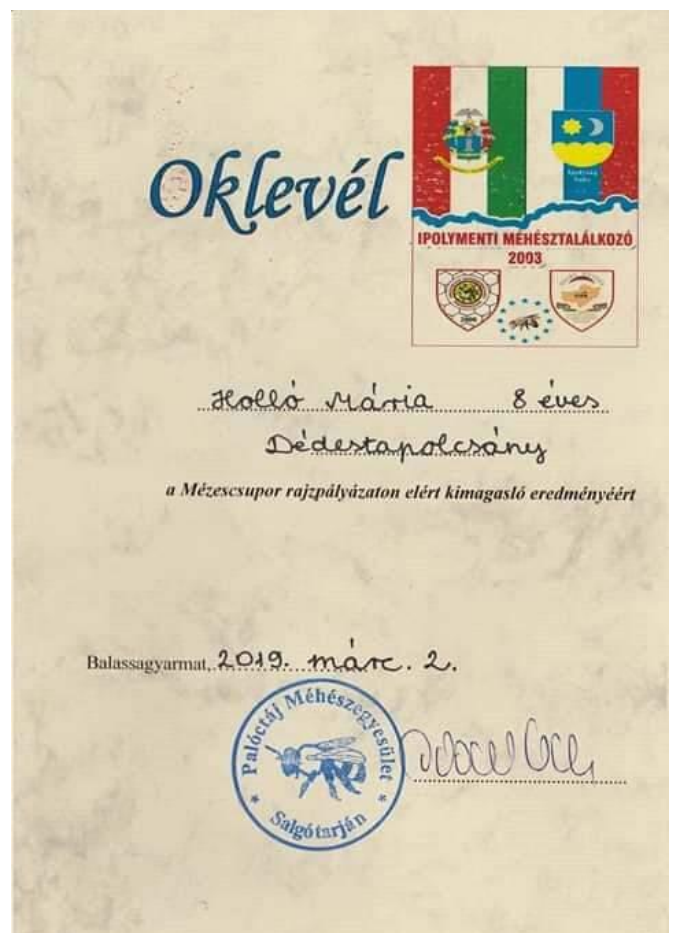 Oklevél
IPOLYMENTI MÉHÉSZTALÁLKOZÓ
2003
Holló Mária 8 éves
Dédestapolcsány
a Mézescsupor rajzpályázaton elért kimagasló eredményéért
Balassagyarmat, 2019. márc. 2.
Palóctáj Méhészegyesület
* Salgótarján *